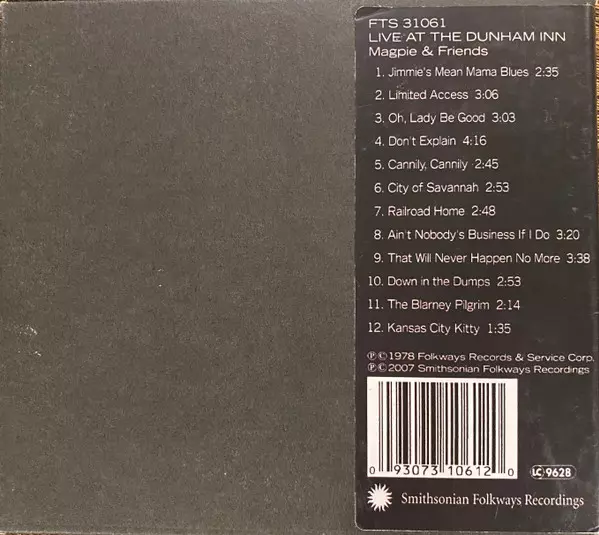 FTS 31061
LIVE AT THE DUNHAM INN
Magpie & Friends
1. Jimmie's Mean Mama Blues 2:35
2. Limited Access 3:06
3. Oh, Lady Be Good 3:03
4. Don't Explain 4:16
5. Cannily, Cannily 2:45
6. City of Savannah 2:53
7. Railroad Home 2:48
8. Ain't Nobody's Business If I Do 3:20
9. That Will Never Happen No More 3:38
10. Down in the Dumps 2:53
11. The Blarney Pilgrim 2:14
12. Kansas City Kitty 1:35
℗©1978 Folkways Records & Service Corp.
℗©2007 Smithsonian Folkways Recordings
0 93073 10612 0
LC 9628
Smithsonian Folkways Recordings